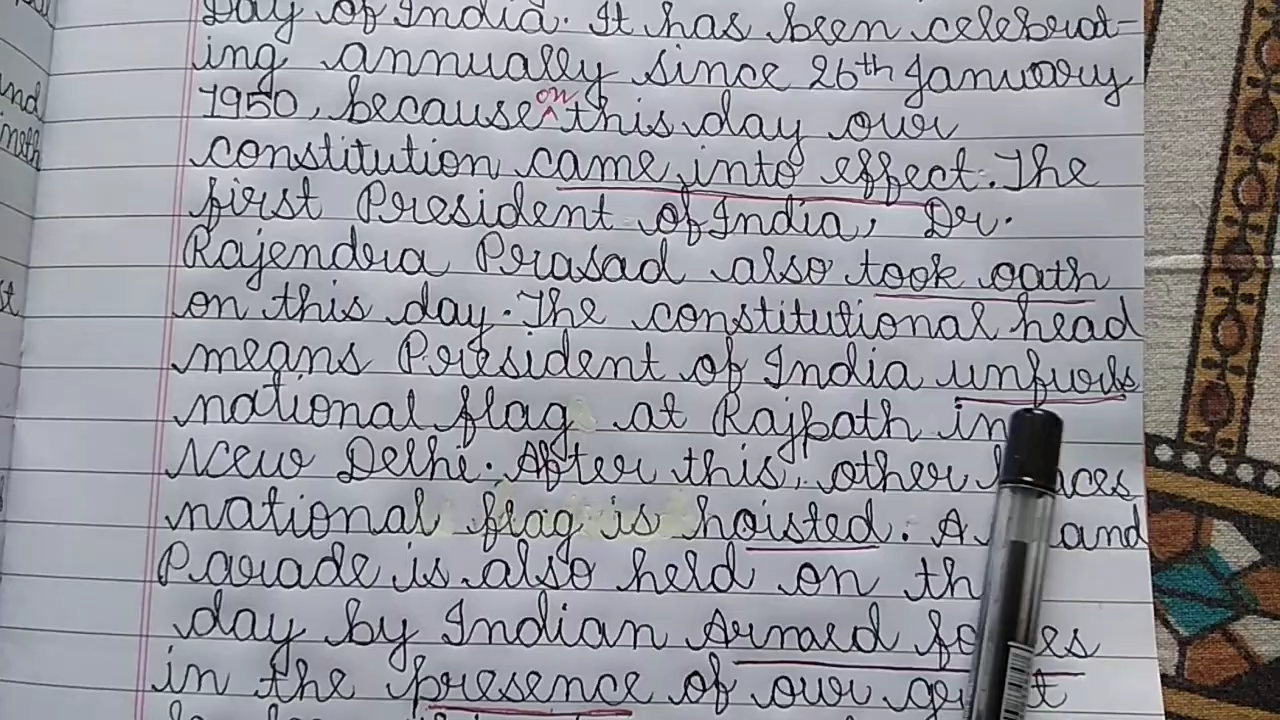 Day of India. It has been celebrat-
ing annually since 26th January
1950, because on this day our
constitution came into effect. The
first President of India, Dr.
Rajendra Prasad also took oath
on this day. The constitutional head
means President of India unfurls
national flag at Rajpath in
New Delhi. After this, other
national flag is hoisted. and
Parade is also held on
day by Indian Armed
in the presence of our